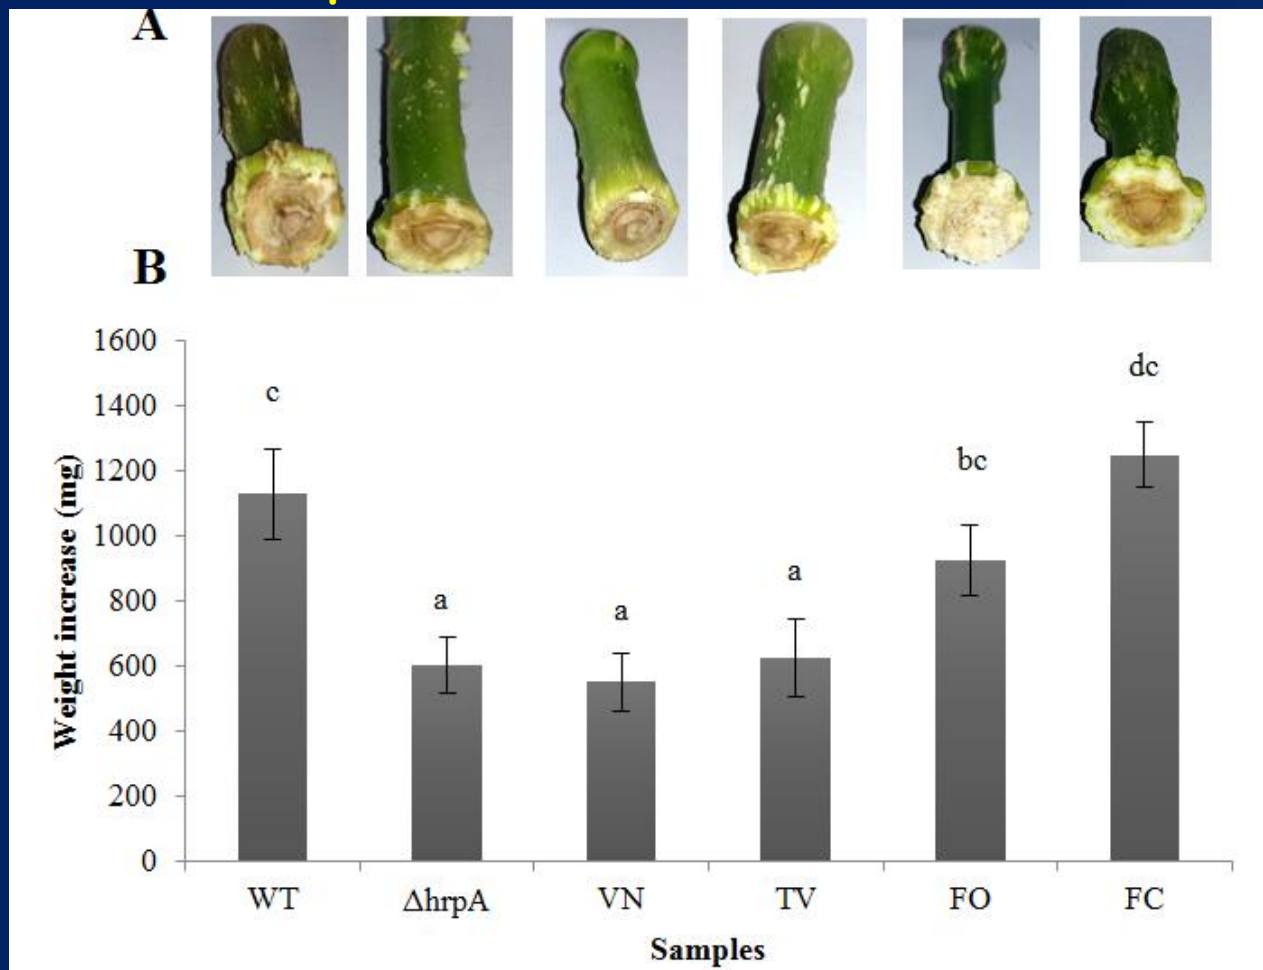 A
B
1600
1400
1200
1000
800
600
400
200
0
Weight increase (mg)
c
a
a
a
bc
dc
WT
ΔhrpA
VN
TV
FO
FC
Samples